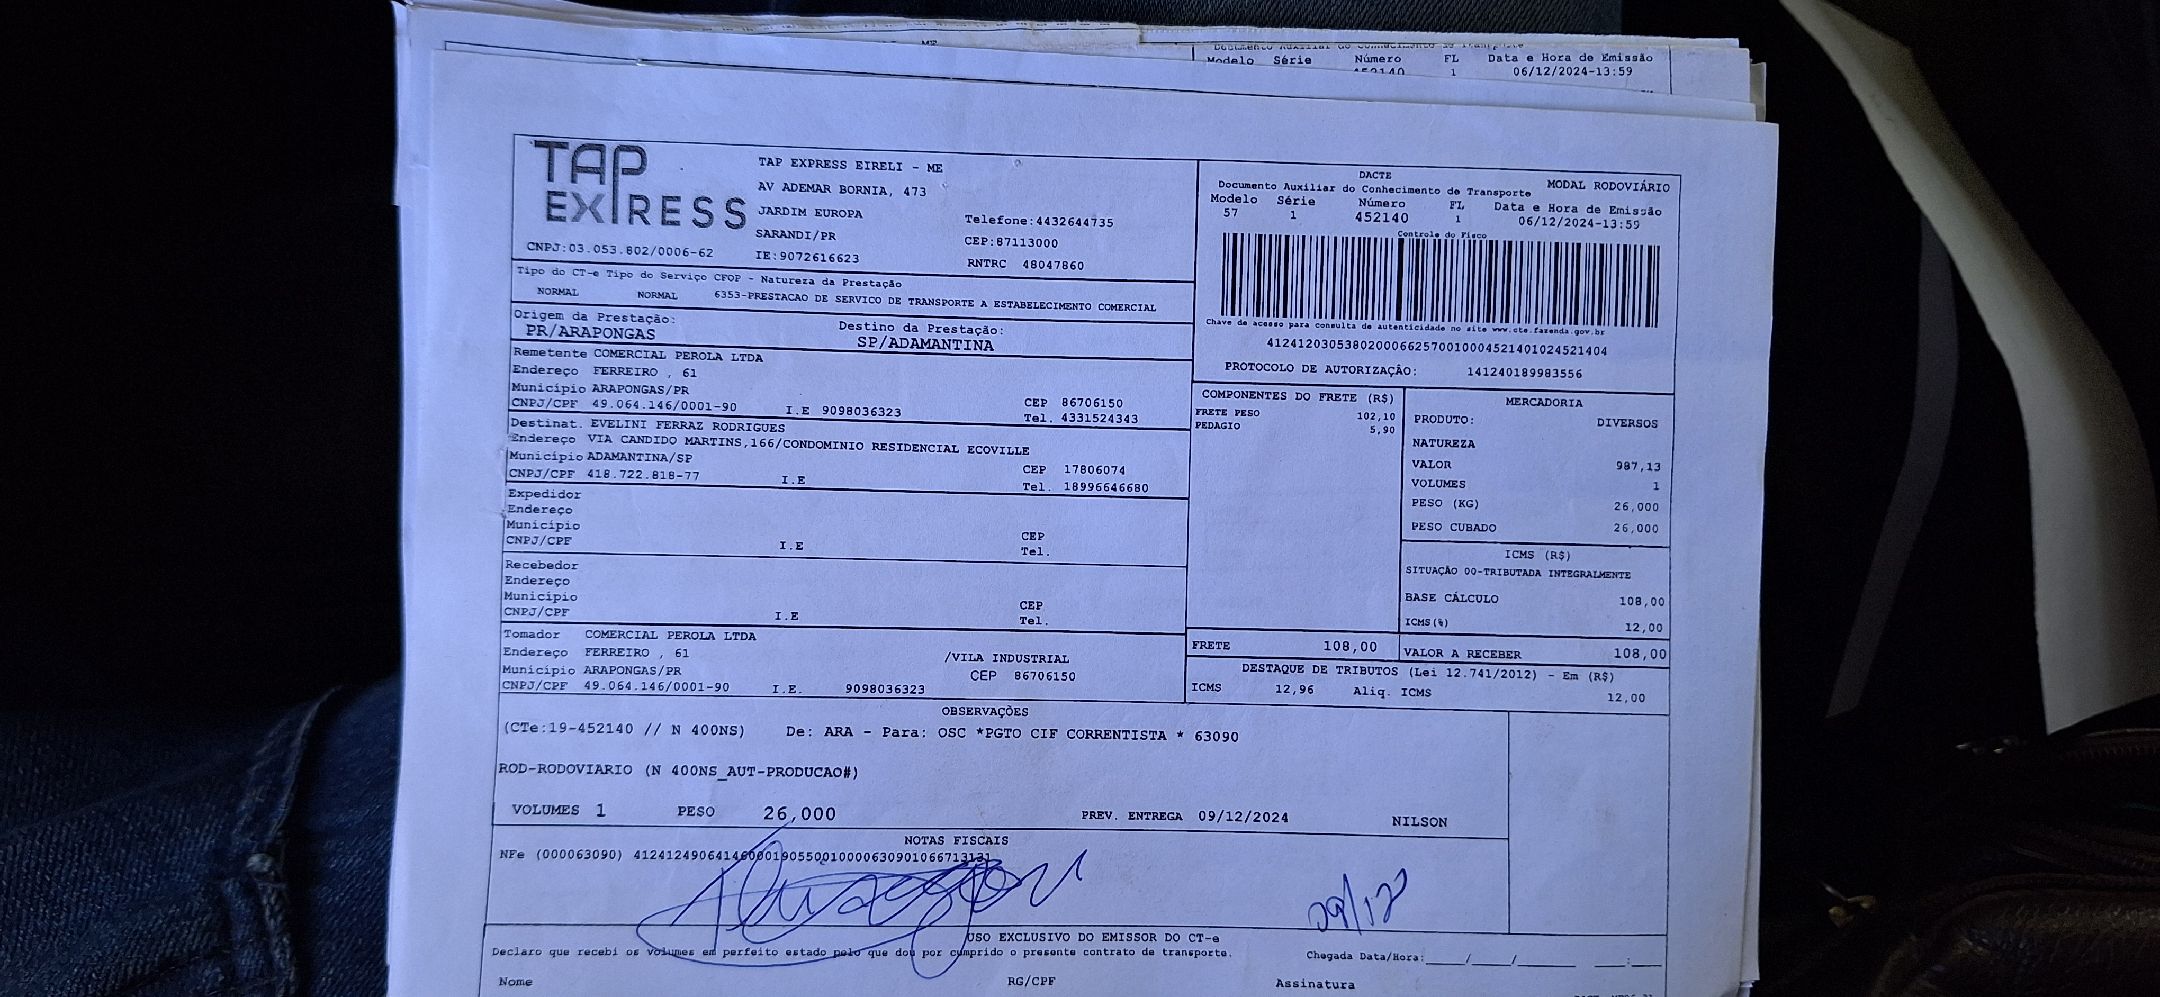 Documento Auxiliar do Conhecimento de Transporte
Modelo Série Número FL Data e Hora de Emissão
452140 1 06/12/2024-13:59
TAP EXPRESS
TAP EXPRESS EIRELI - ME
AV ADEMAR BORNIA, 473
JARDIM EUROPA
Telefone:4432644735
SARANDI/PR
CEP:87113000
CNPJ:03.053.802/0006-62
IE:9072616623
RNTRC 48047860
DACTE
MODAL RODOVIÁRIO
Documento Auxiliar do Conhecimento de Transporte
Modelo Série Número FL Data e Hora de Emissão
57 1 452140 1 06/12/2024-13:59
Controle do Fisco
Chave de acesso para consulta de autenticidade no site www.cte.fazenda.gov.br
41241203053802000662570010004521401024521404
PROTOCOLO DE AUTORIZAÇÃO: 141240189983556
Tipo do CT-e Tipo do Serviço CFOP - Natureza da Prestação
NORMAL NORMAL 6353-PRESTACAO DE SERVICO DE TRANSPORTE A ESTABELECIMENTO COMERCIAL
Origem da Prestação: Destino da Prestação:
PR/ARAPONGAS SP/ADAMANTINA
Remetente COMERCIAL PEROLA LTDA
Endereço FERREIRO , 61
Município ARAPONGAS/PR CEP 86706150
CNPJ/CPF 49.064.146/0001-90 I.E 9098036323 Tel. 4331524343
Destinat. EVELINI FERRAZ RODRIGUES
Endereço VIA CANDIDO MARTINS,166/CONDOMINIO RESIDENCIAL ECOVILLE
Município ADAMANTINA/SP CEP 17806074
CNPJ/CPF 418.722.818-77 I.E Tel. 18996646680
Expedidor
Endereço
Município CEP
CNPJ/CPF I.E Tel.
Recebedor
Endereço
Município CEP
CNPJ/CPF I.E Tel.
Tomador COMERCIAL PEROLA LTDA
Endereço FERREIRO , 61 /VILA INDUSTRIAL
Município ARAPONGAS/PR CEP 86706150
CNPJ/CPF 49.064.146/0001-90 I.E. 9098036323
COMPONENTES DO FRETE (R$)
FRETE PESO 102,10
PEDAGIO 5,90
FRETE 108,00
MERCADORIA
PRODUTO: DIVERSOS
NATUREZA
VALOR 987,13
VOLUMES 1
PESO (KG) 26,000
PESO CUBADO 26,000
ICMS (R$)
SITUAÇÃO 00-TRIBUTADA INTEGRALMENTE
BASE CÁLCULO 108,00
ICMS(%) 12,00
VALOR A RECEBER 108,00
DESTAQUE DE TRIBUTOS (Lei 12.741/2012) - Em (R$)
ICMS 12,96 Aliq. ICMS 12,00
OBSERVAÇÕES
(CTe:19-452140 // N 400NS) De: ARA - Para: OSC *PGTO CIF CORRENTISTA * 63090
ROD-RODOVIARIO (N 400NS_AUT-PRODUCAO#)
VOLUMES 1 PESO 26,000 PREV. ENTREGA 09/12/2024 NILSON
NOTAS FISCAIS
NFe (000063090) 41241249064146000190550010000630901066713131
09/12
USO EXCLUSIVO DO EMISSOR DO CT-e
Declaro que recebi os volumes em perfeito estado pelo que dou por cumprido o presente contrato de transporte. Chegada Data/Hora:____/____/______ ___:___
Nome RG/CPF Assinatura